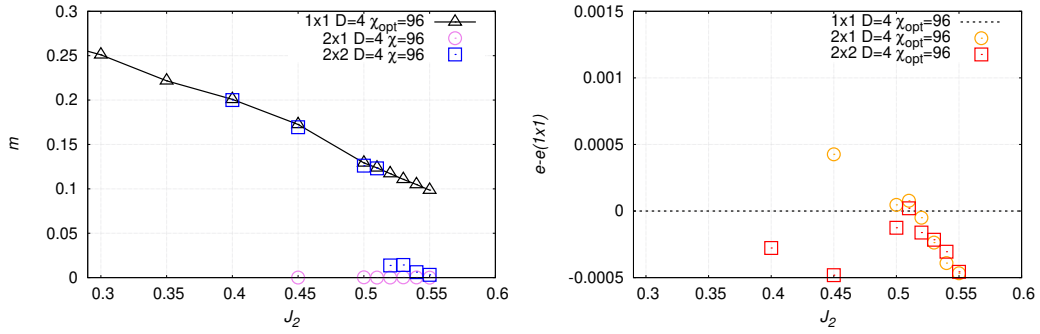 1x1 D=4 χopt=96
2x1 D=4 χ=96
2x2 D=4 χ=96
0.3
0.25
0.2
0.15
0.1
0.05
0
m
0.3 0.35 0.4 0.45 0.5 0.55 0.6
J2
1x1 D=4 χopt=96
2x1 D=4 χopt=96
2x2 D=4 χopt=96
0.0015
0.001
0.0005
0
-0.0005
e-e(1x1)
0.3 0.35 0.4 0.45 0.5 0.55 0.6
J2